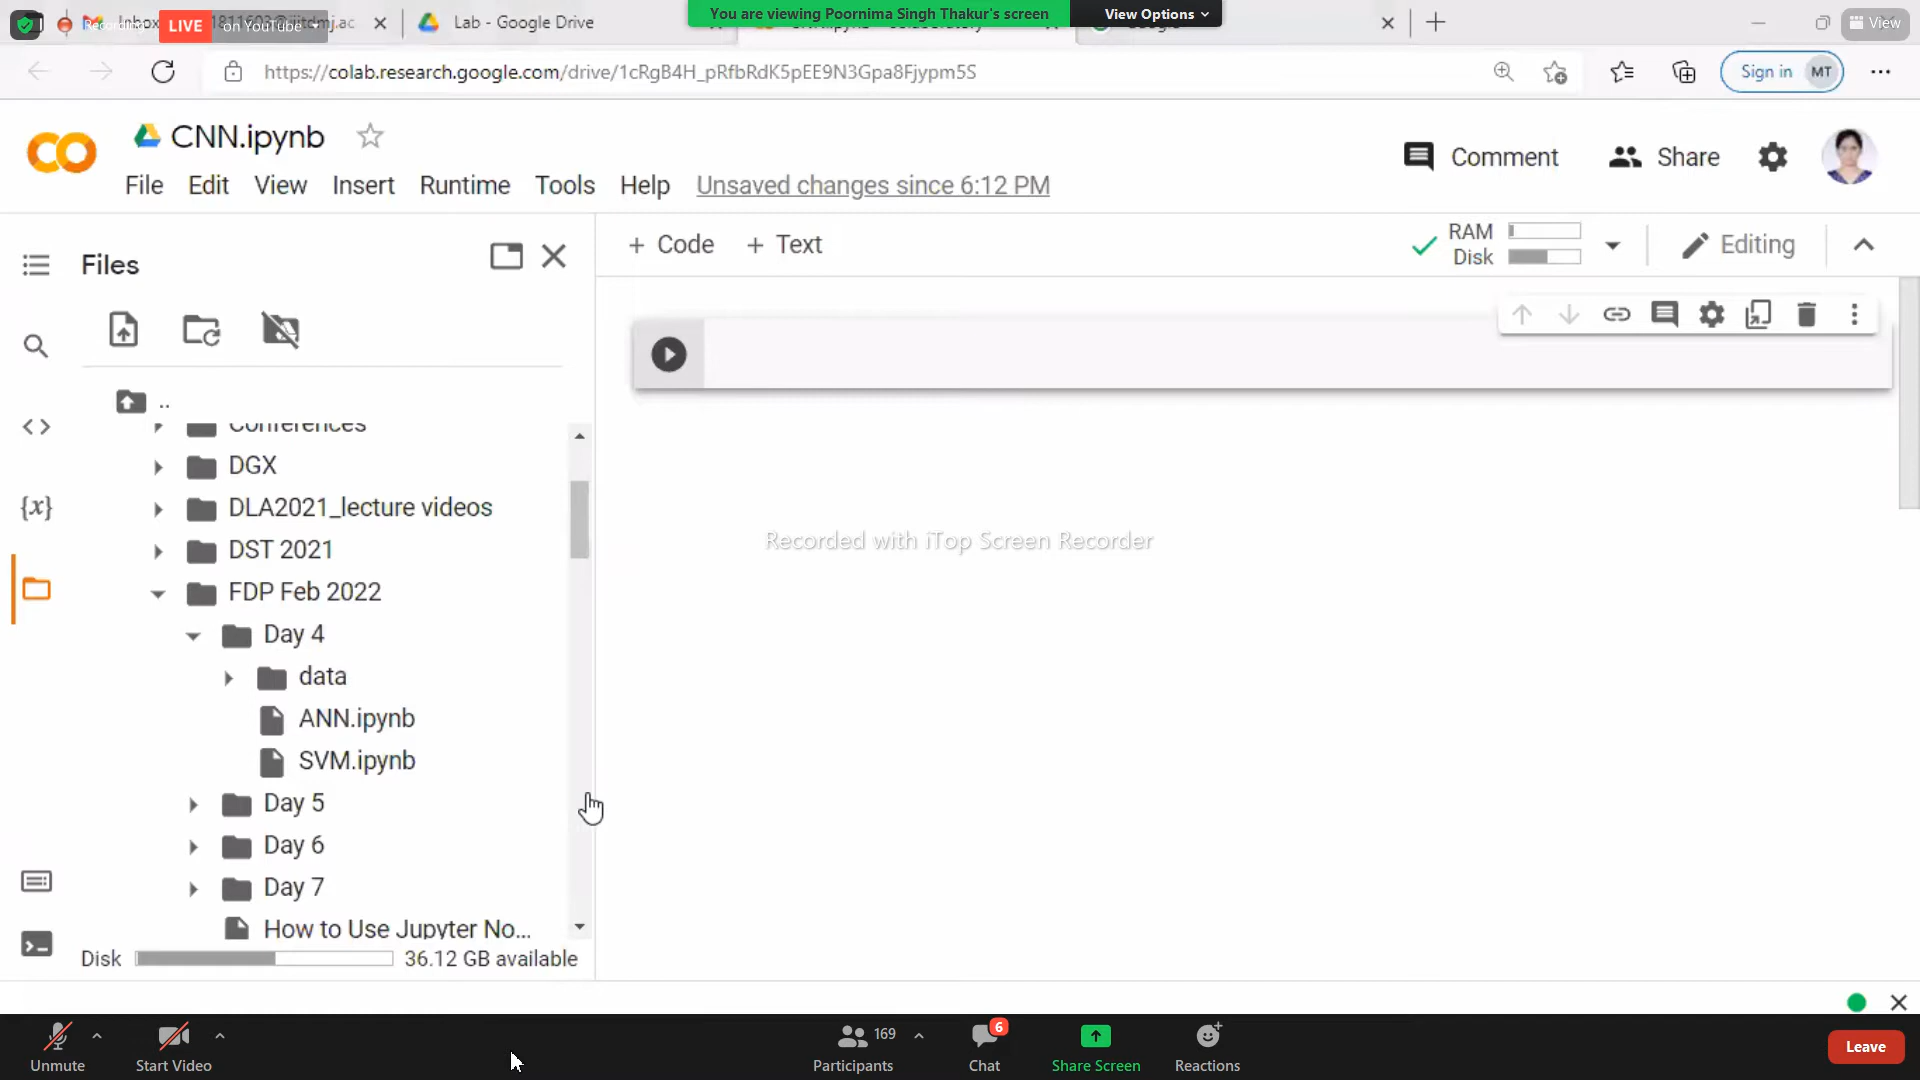 Inbox
1811603@iiitdmj.ac
Recording
LIVE on YouTube
Lab - Google Drive
You are viewing Poornima Singh Thakur's screen
View Options
View
https://colab.research.google.com/drive/1cRgB4H_pRfbRdK5pEE9N3Gpa8Fjypm5S
Sign in MT
CNN.ipynb
Comment
Share
File Edit View Insert Runtime Tools Help Unsaved changes since 6:12 PM
Files
+ Code + Text
RAM
Disk
Editing
..
Conferences
DGX
DLA2021_lecture videos
DST 2021
FDP Feb 2022
Day 4
data
ANN.ipynb
SVM.ipynb
Day 5
Day 6
Day 7
How to Use Jupyter No...
Disk 36.12 GB available
{x}
Recorded with iTop Screen Recorder
Unmute
Start Video
169
Participants
6
Chat
Share Screen
Reactions
Leave